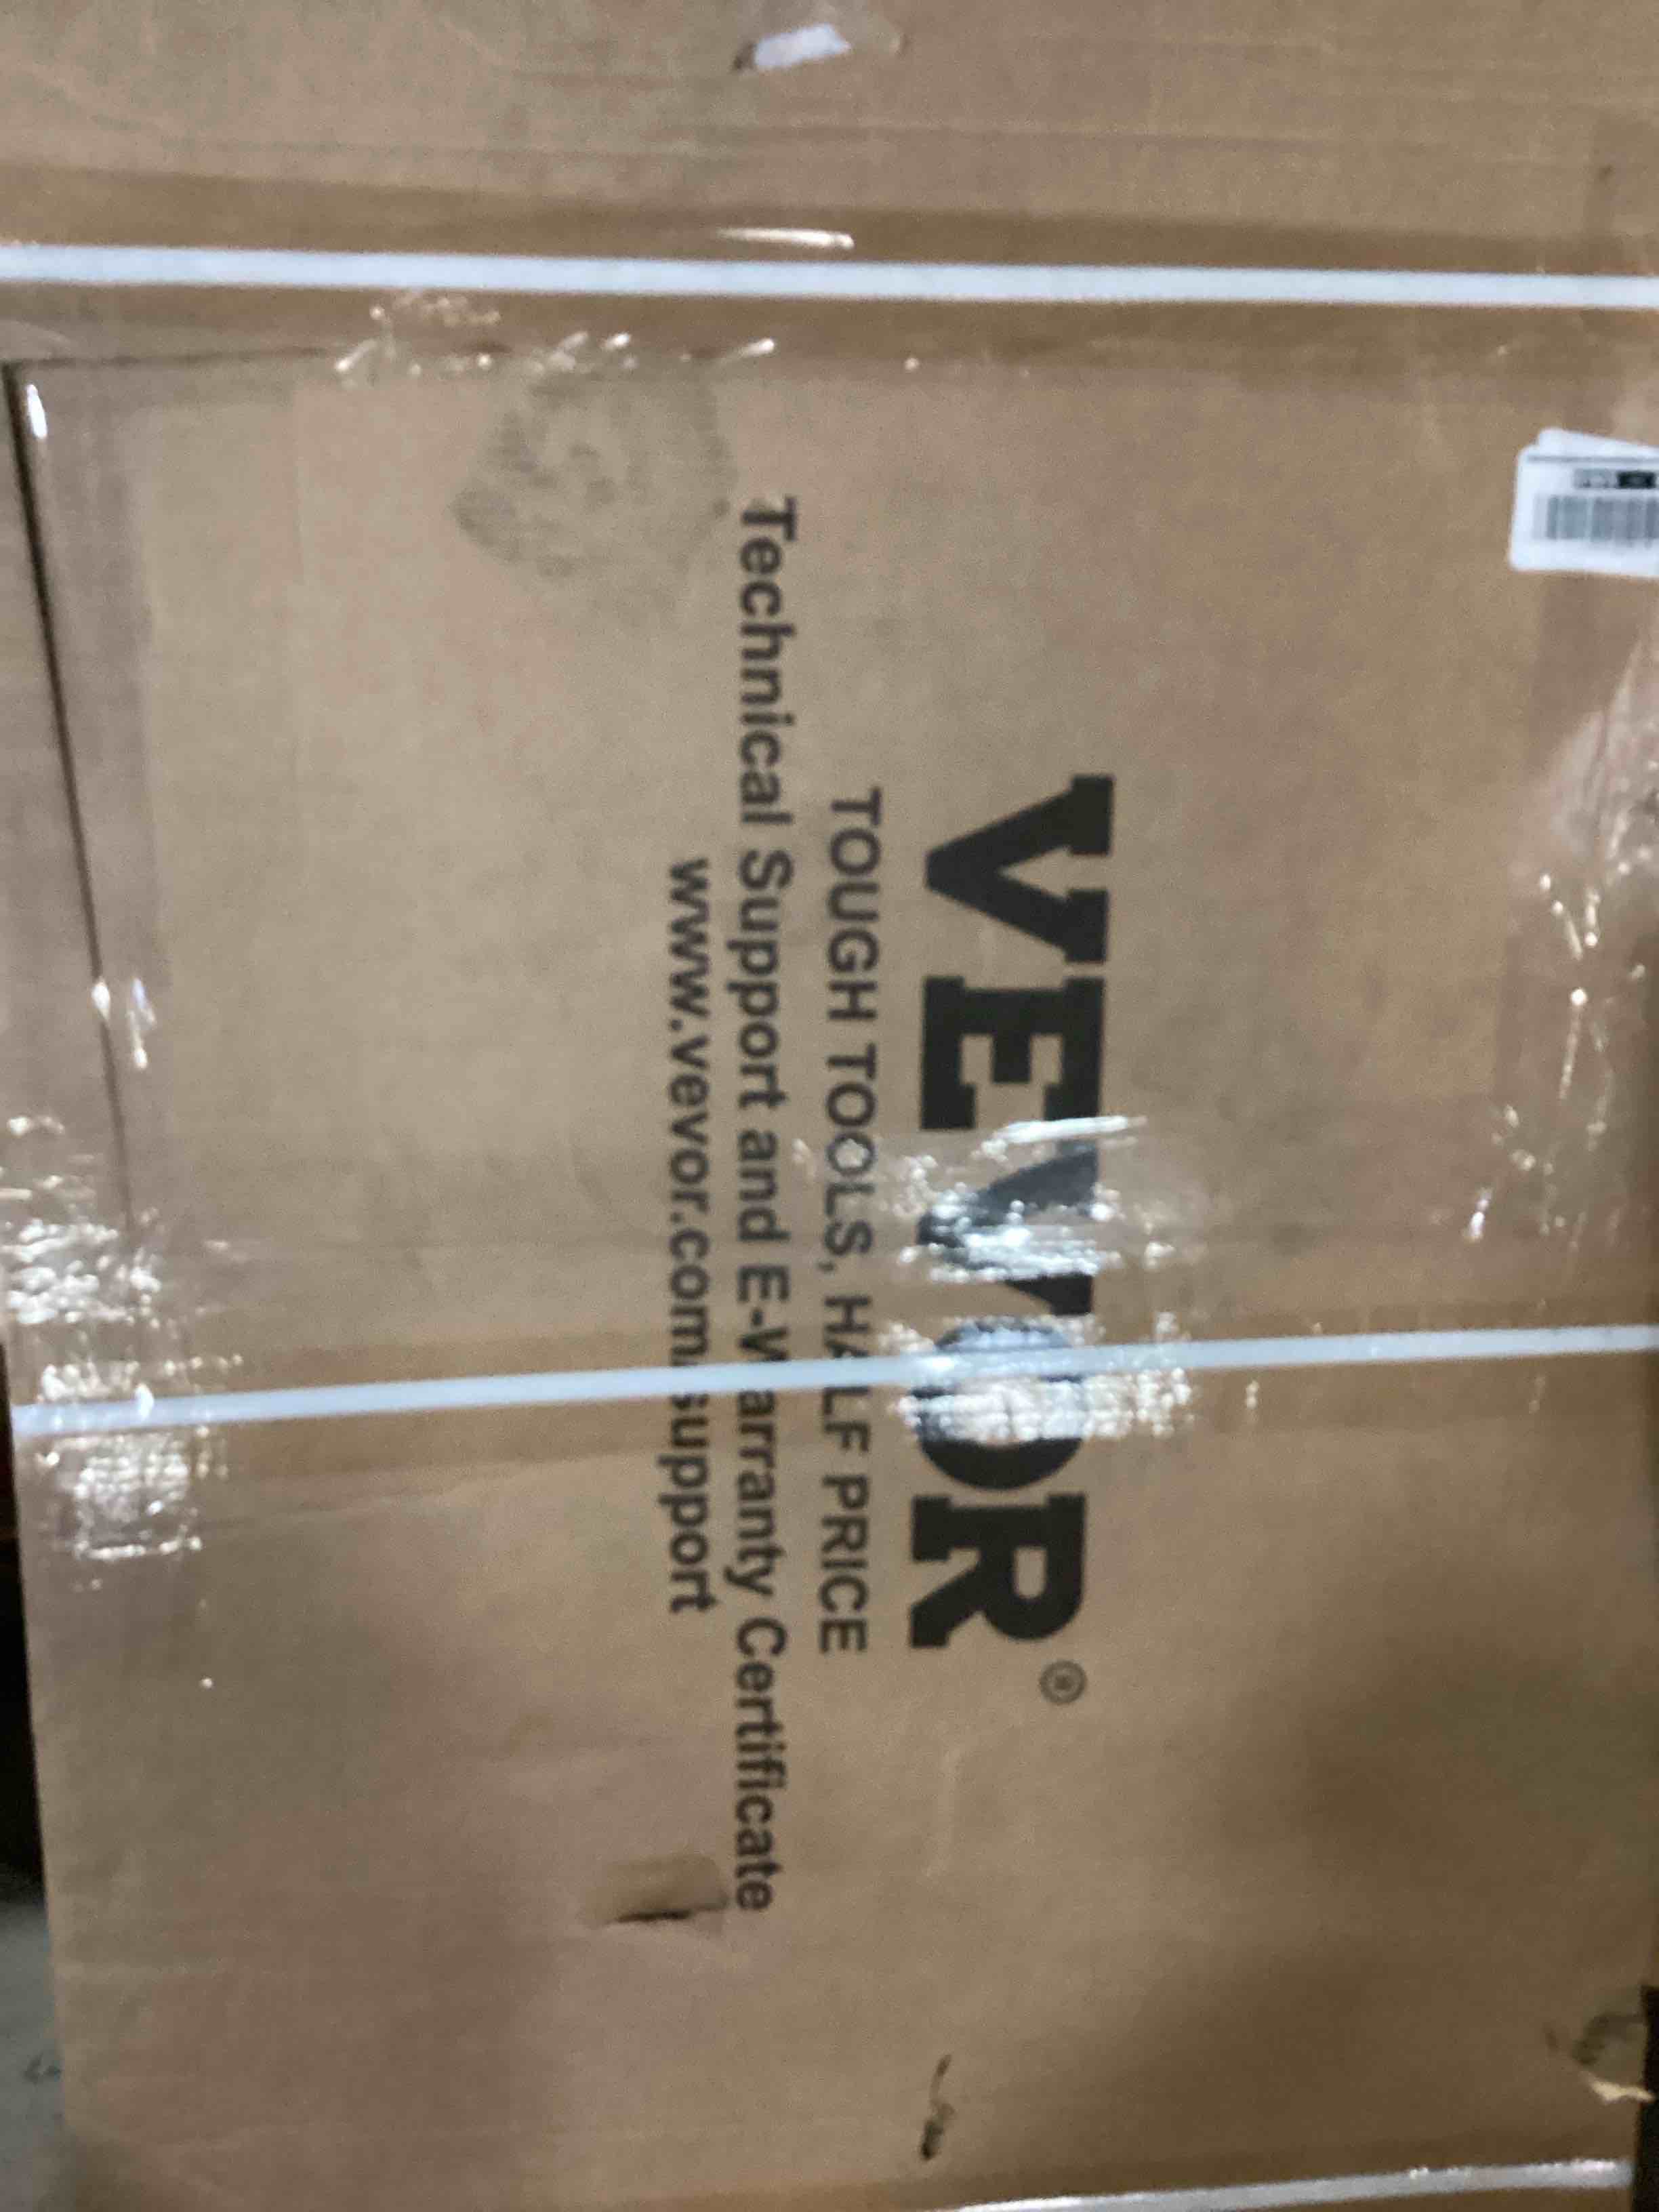 VEVOR®
TOUGH TOOLS, HALF PRICE
Technical Support and E-Warranty Certificate
www.vevor.com/support